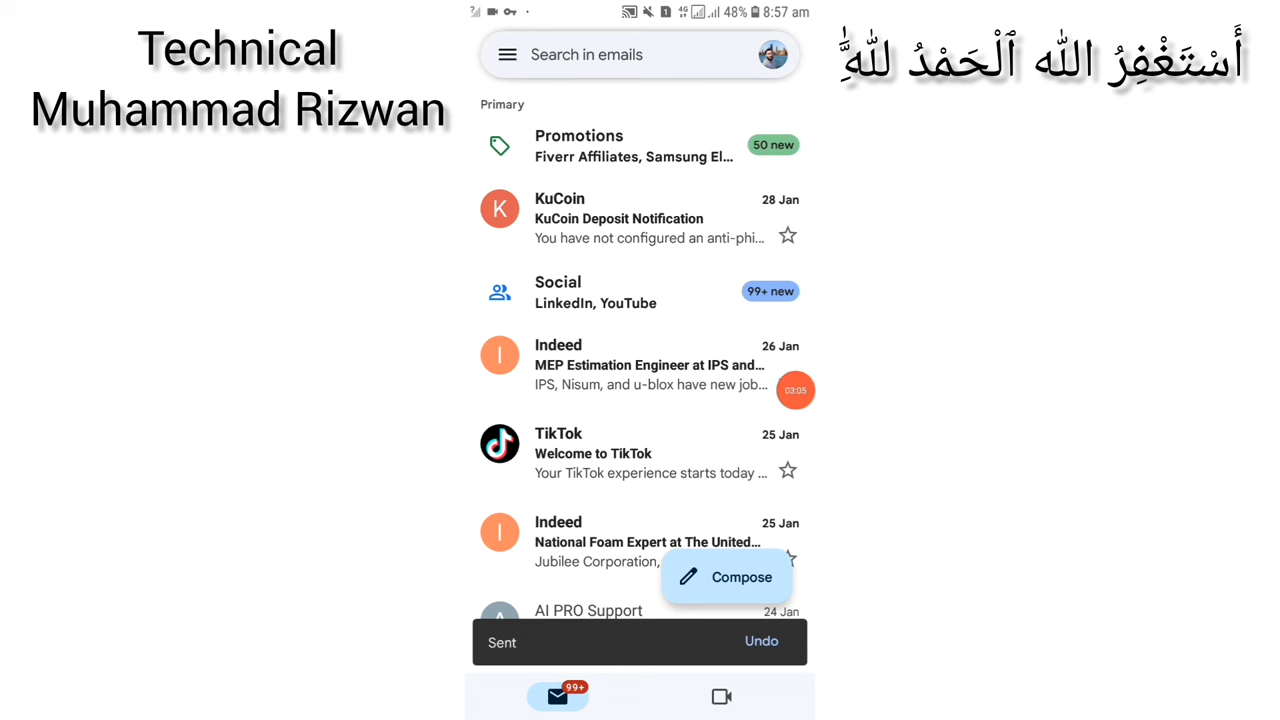 Technical
Muhammad Rizwan
أَسْتَغْفِرُ اللّٰه ٱلْحَمْدُ لِلّٰهِ
48% 8:57 am
Search in emails
Primary
Promotions
Fiverr Affiliates, Samsung El...
50 new
KuCoin
28 Jan
KuCoin Deposit Notification
You have not configured an anti-phi...
Social
LinkedIn, YouTube
99+ new
Indeed
26 Jan
MEP Estimation Engineer at IPS and...
IPS, Nisum, and u-blox have new job...
03:05
TikTok
25 Jan
Welcome to TikTok
Your TikTok experience starts today ...
Indeed
25 Jan
National Foam Expert at The United...
Jubilee Corporation,
Compose
AI PRO Support
24 Jan
Sent
Undo
99+